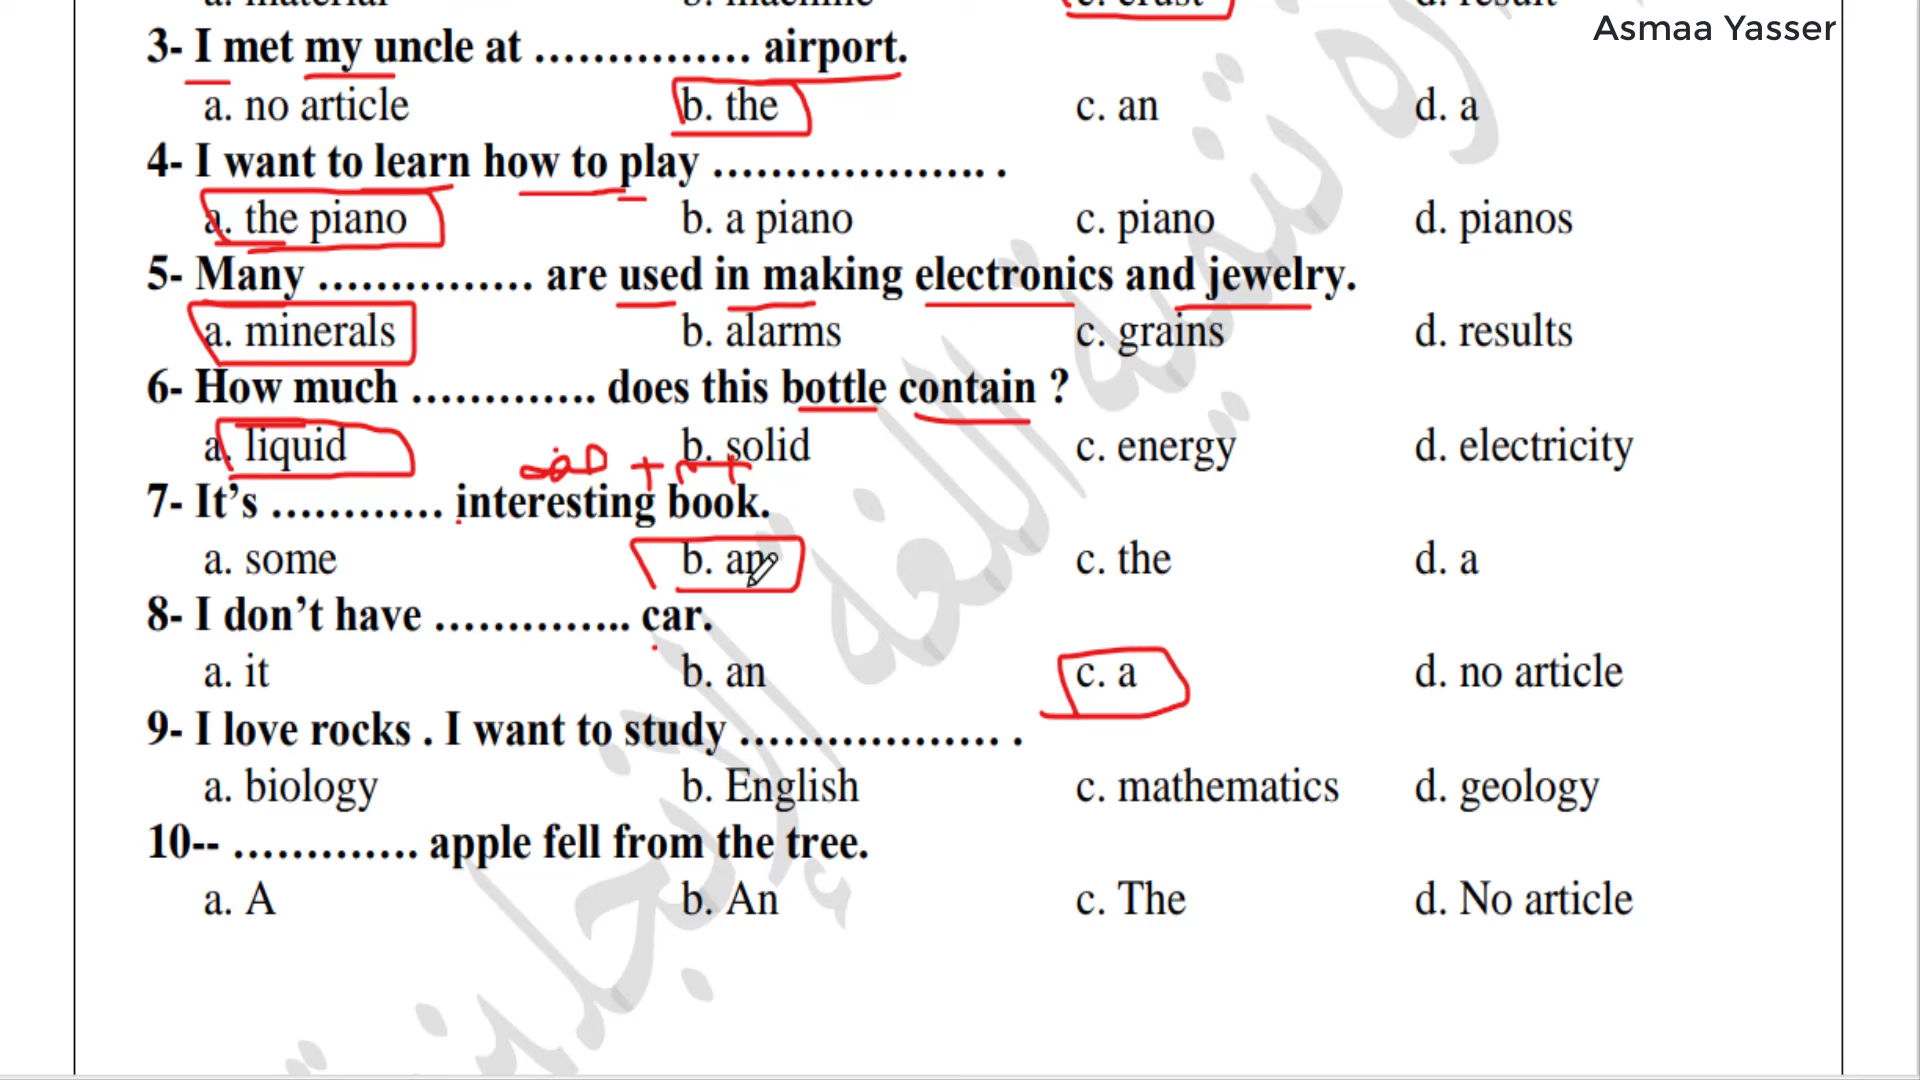 a. material b. machine c. crust d. result
Asmaa Yasser
3- I met my uncle at …………… airport.
a. no article b. the c. an d. a
4- I want to learn how to play ………………. .
a. the piano b. a piano c. piano d. pianos
5- Many …………… are used in making electronics and jewelry.
a. minerals b. alarms c. grains d. results
6- How much …………. does this bottle contain ?
a. liquid b. solid c. energy d. electricity
7- It’s ………… interesting book.
a. some b. an c. the d. a
8- I don’t have ………….. car.
a. it b. an c. a d. no article
9- I love rocks . I want to study ……………… .
a. biology b. English c. mathematics d. geology
10-- …………. apple fell from the tree.
a. A b. An c. The d. No article